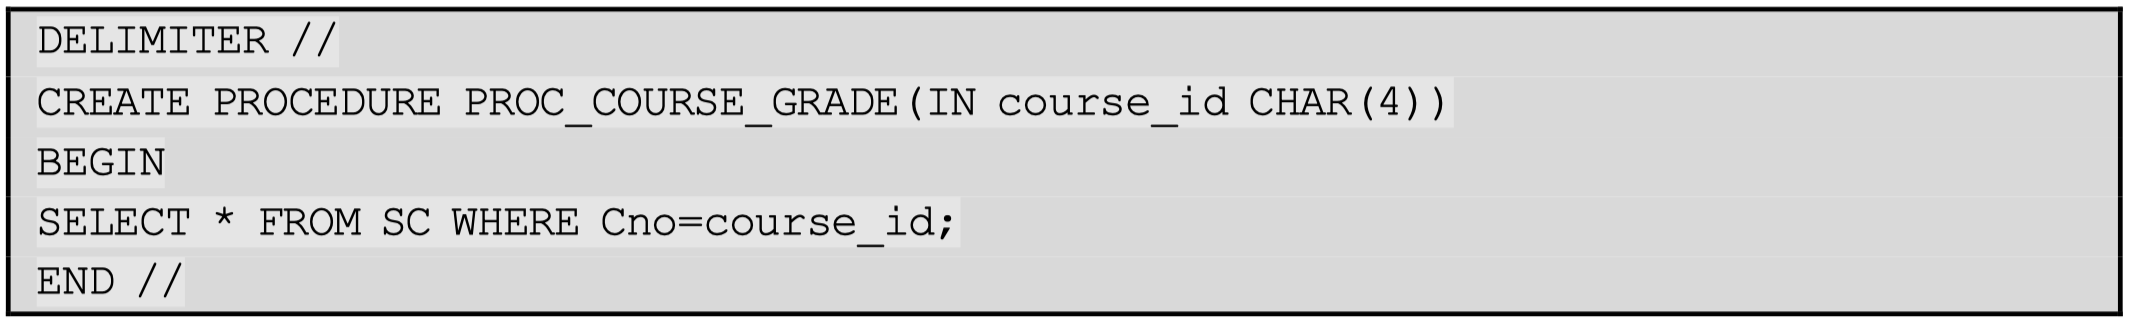 DELIMITER //
CREATE PROCEDURE PROC_COURSE_GRADE(IN course_id CHAR(4))
BEGIN
SELECT * FROM SC WHERE Cno=course_id;
END //